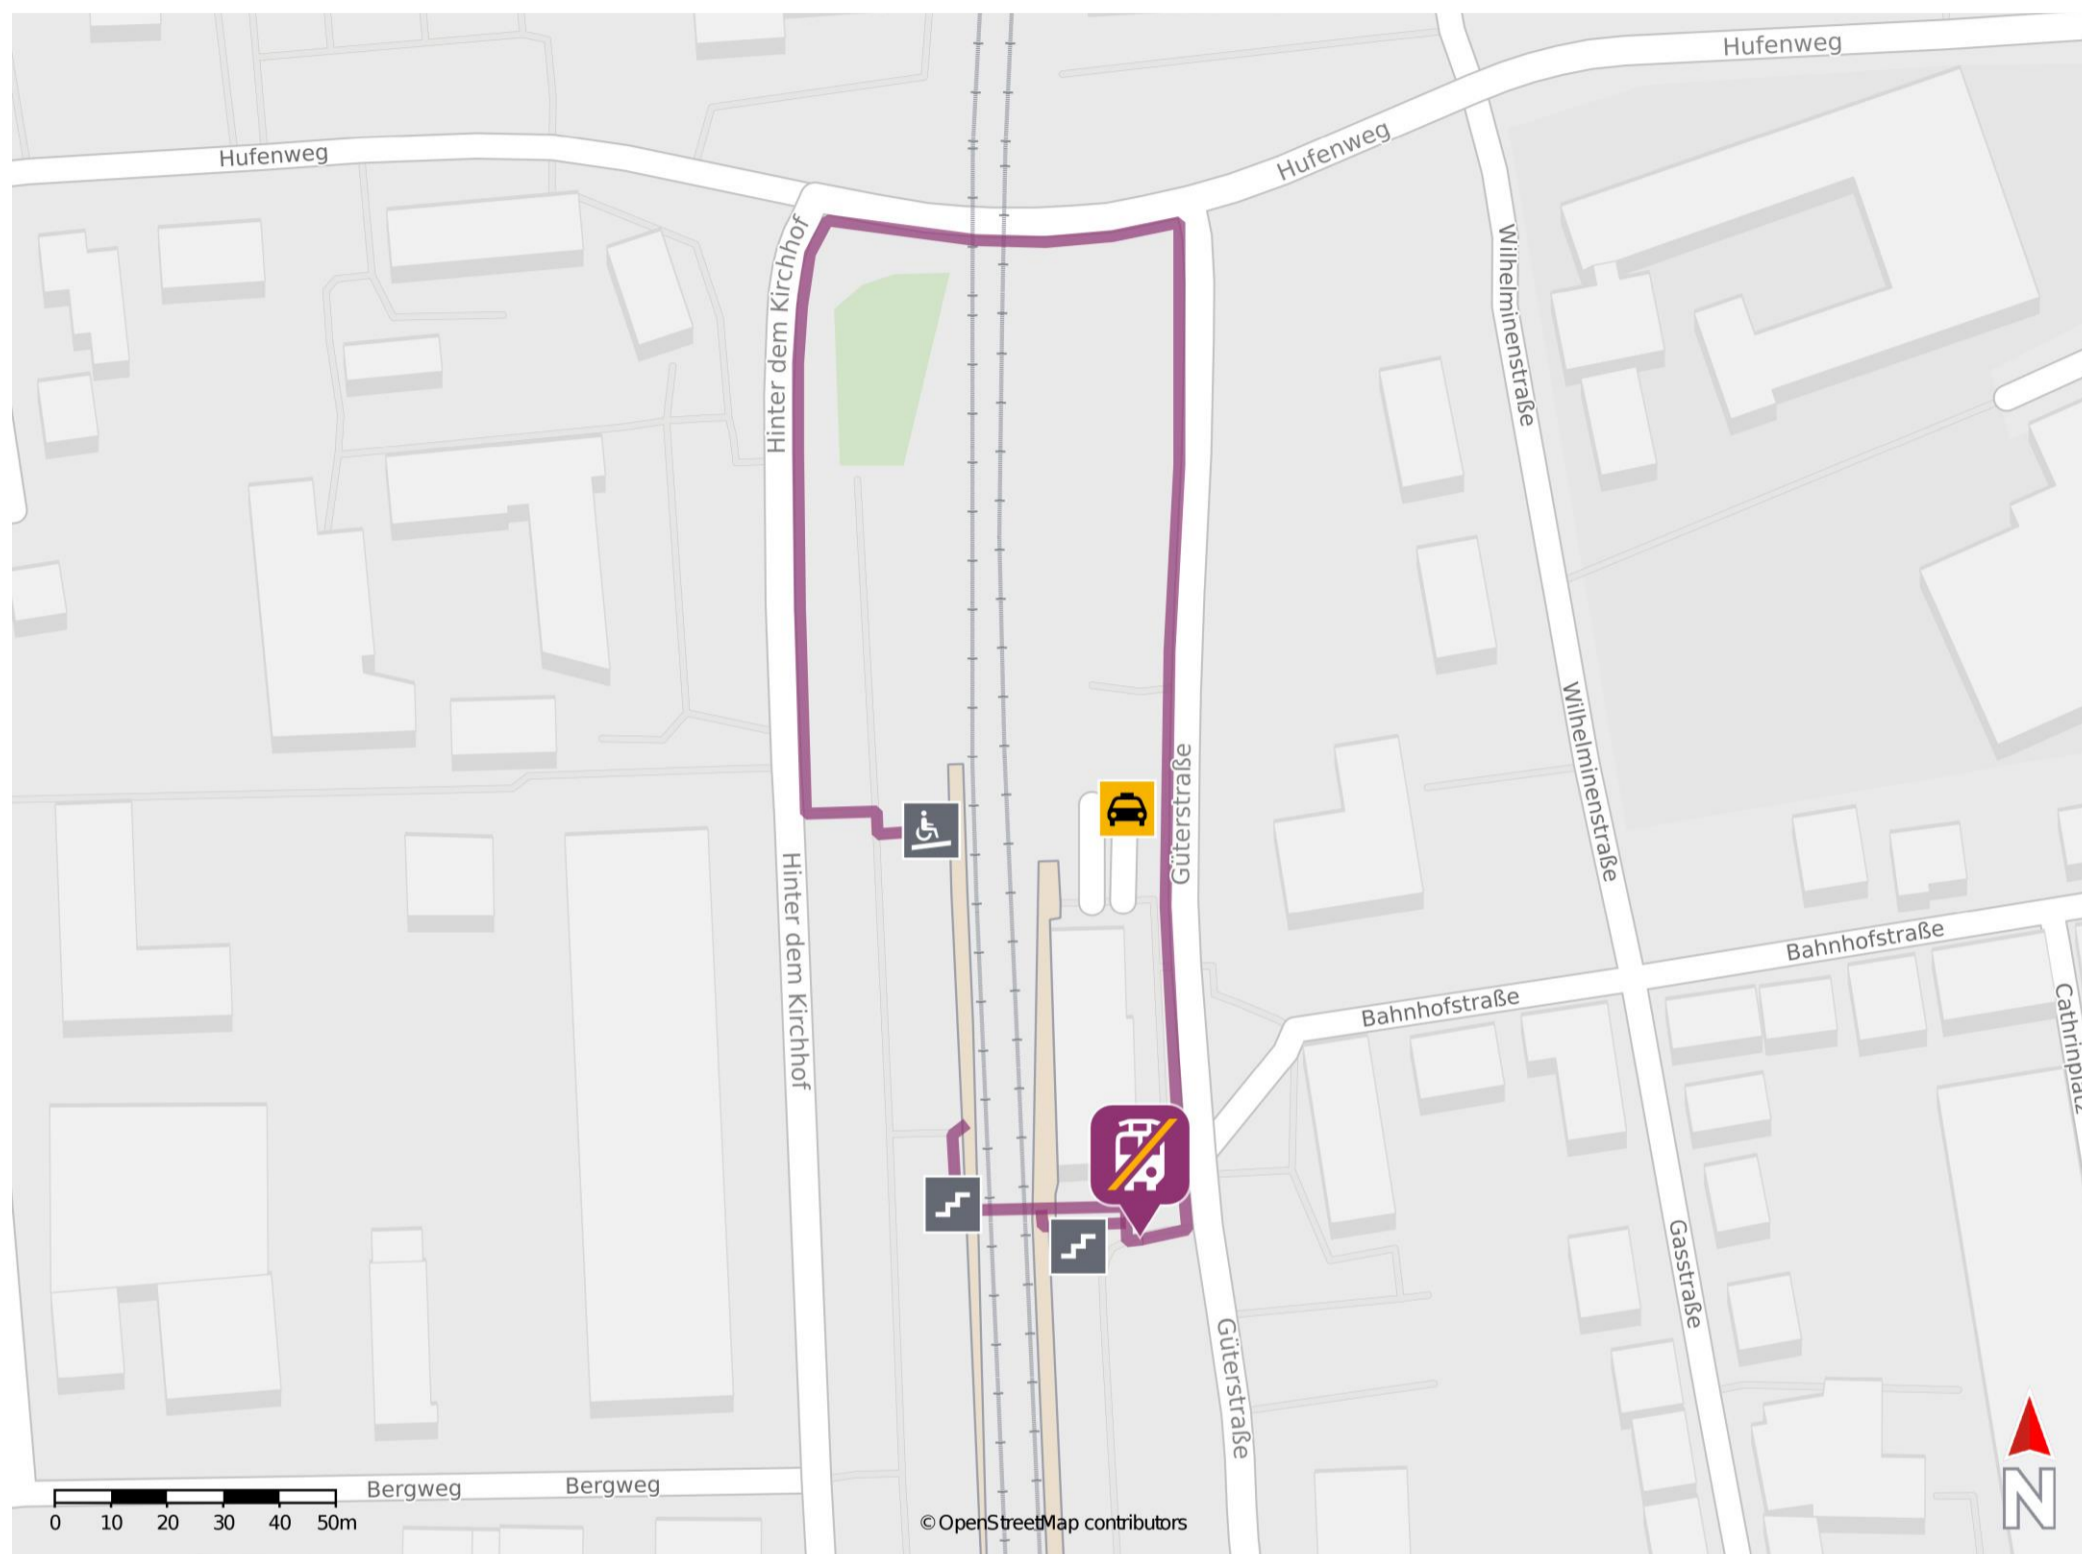 Hufenweg
Hufenweg
Hufenweg
Hinter dem Kirchhof
Wilhelminenstraße
Wilhelminenstraße
Güterstraße
Hinter dem Kirchhof
Bahnhofstraße
Bahnhofstraße
Cathrinplatz
Gasstraße
Güterstraße
Bergweg
Bergweg
0 10 20 30 40 50m
© OpenStreetMap contributors
N